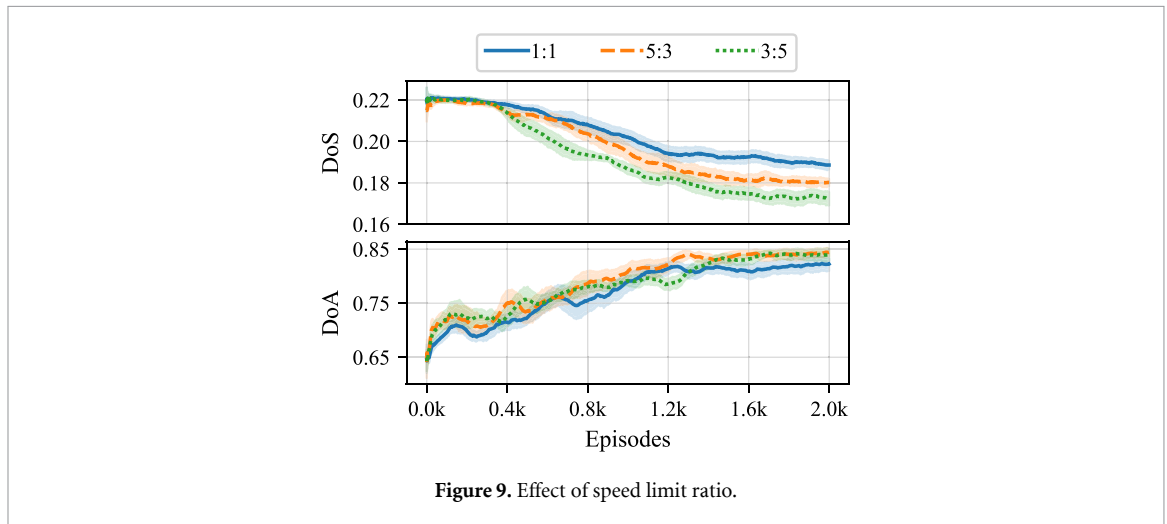 1:1 5:3 3:5
0.22
0.20
0.18
0.16
DoS
0.85
0.75
0.65
DoA
0.0k 0.4k 0.8k 1.2k 1.6k 2.0k
Episodes
Figure 9. Effect of speed limit ratio.